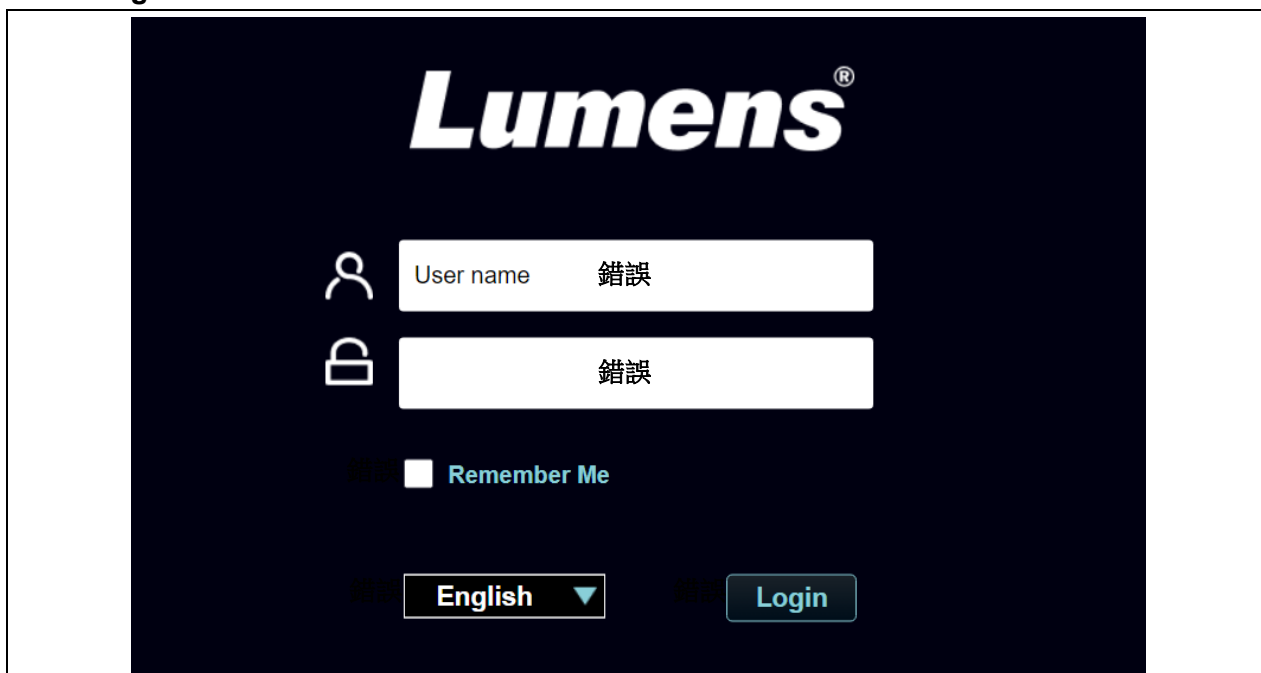 Lumens®
User name 錯誤
錯誤
Remember Me
English Login